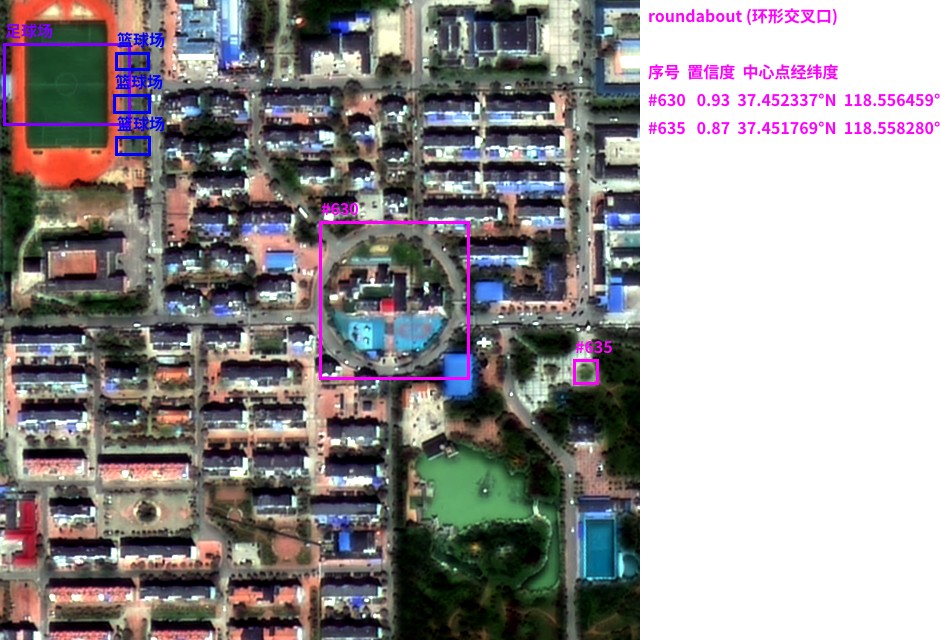 足球场
篮球场
篮球场
篮球场
#630
#635
roundabout (环形交叉口)
序号 置信度 中心点经纬度
#630 0.93 37.452337°N 118.556459°
#635 0.87 37.451769°N 118.558280°